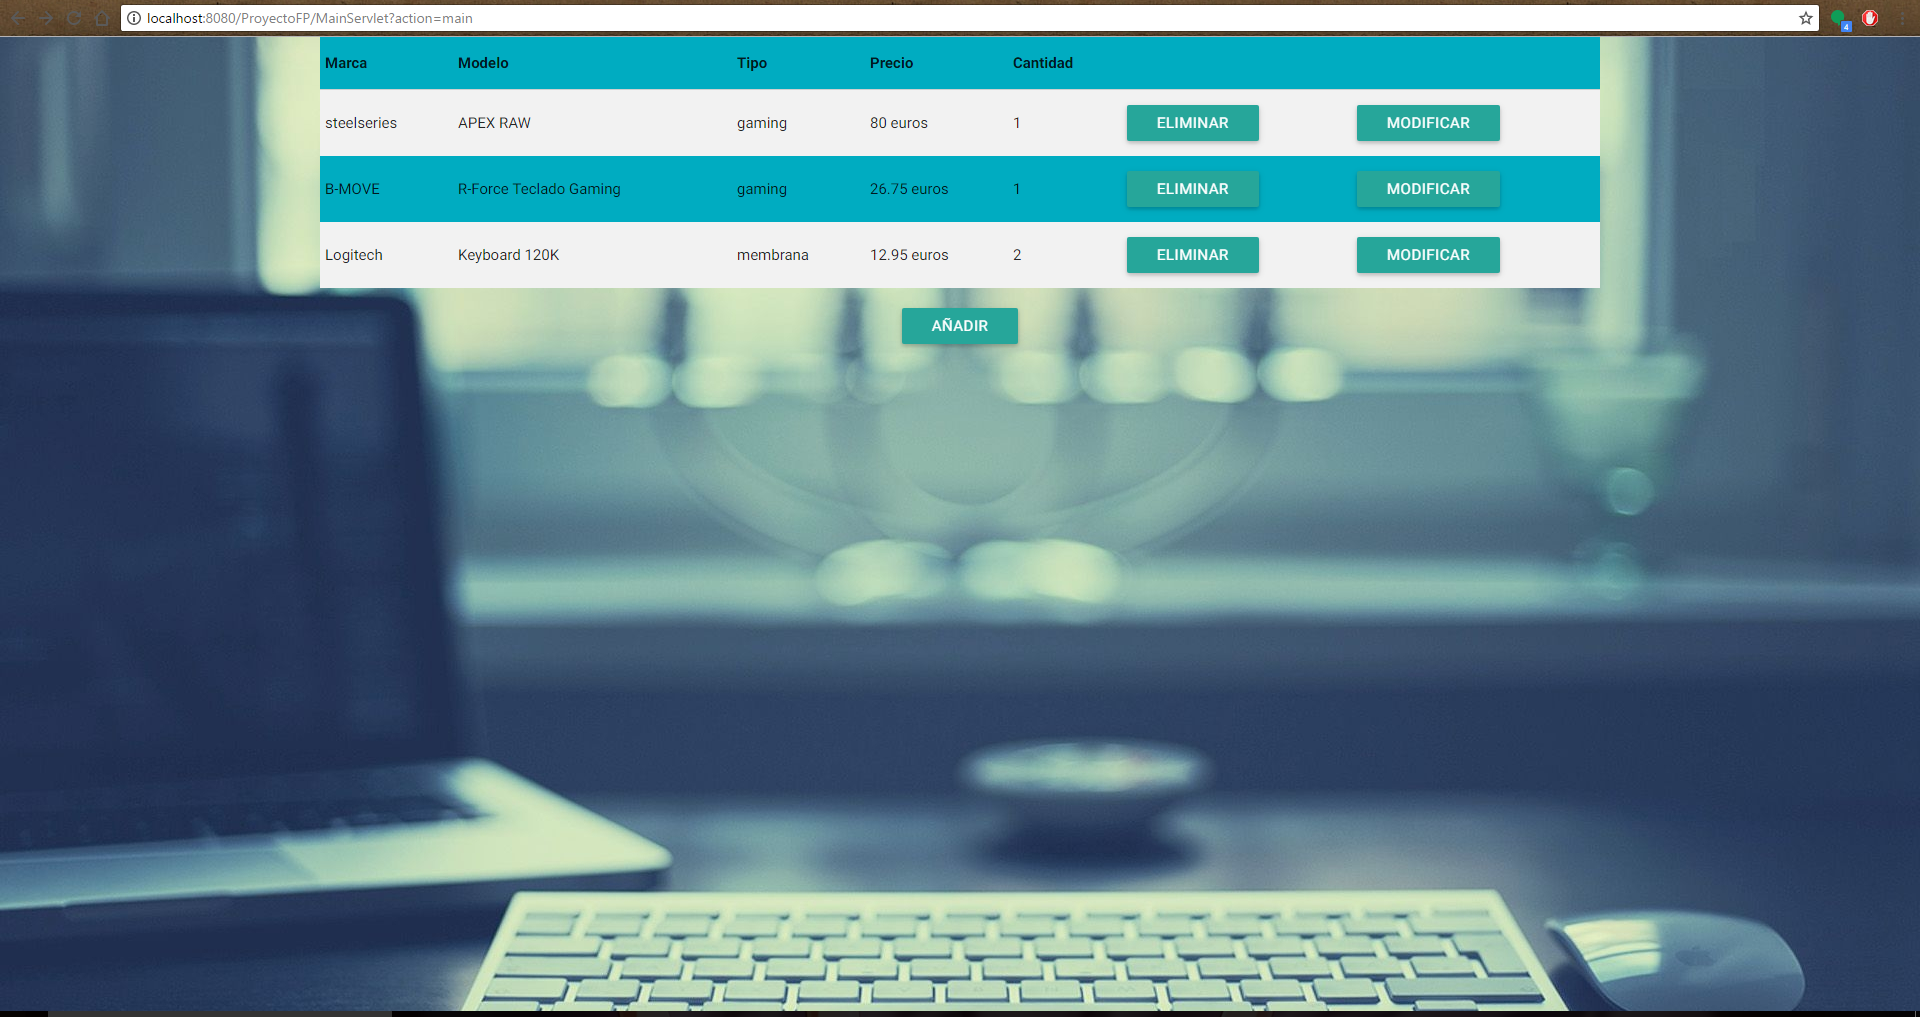 localhost:8080/ProyectoFP/MainServlet?action=main
4
Marca Modelo Tipo Precio Cantidad
steelseries APEX RAW gaming 80 euros 1 ELIMINAR MODIFICAR
B-MOVE R-Force Teclado Gaming gaming 26.75 euros 1 ELIMINAR MODIFICAR
Logitech Keyboard 120K membrana 12.95 euros 2 ELIMINAR MODIFICAR
AÑADIR